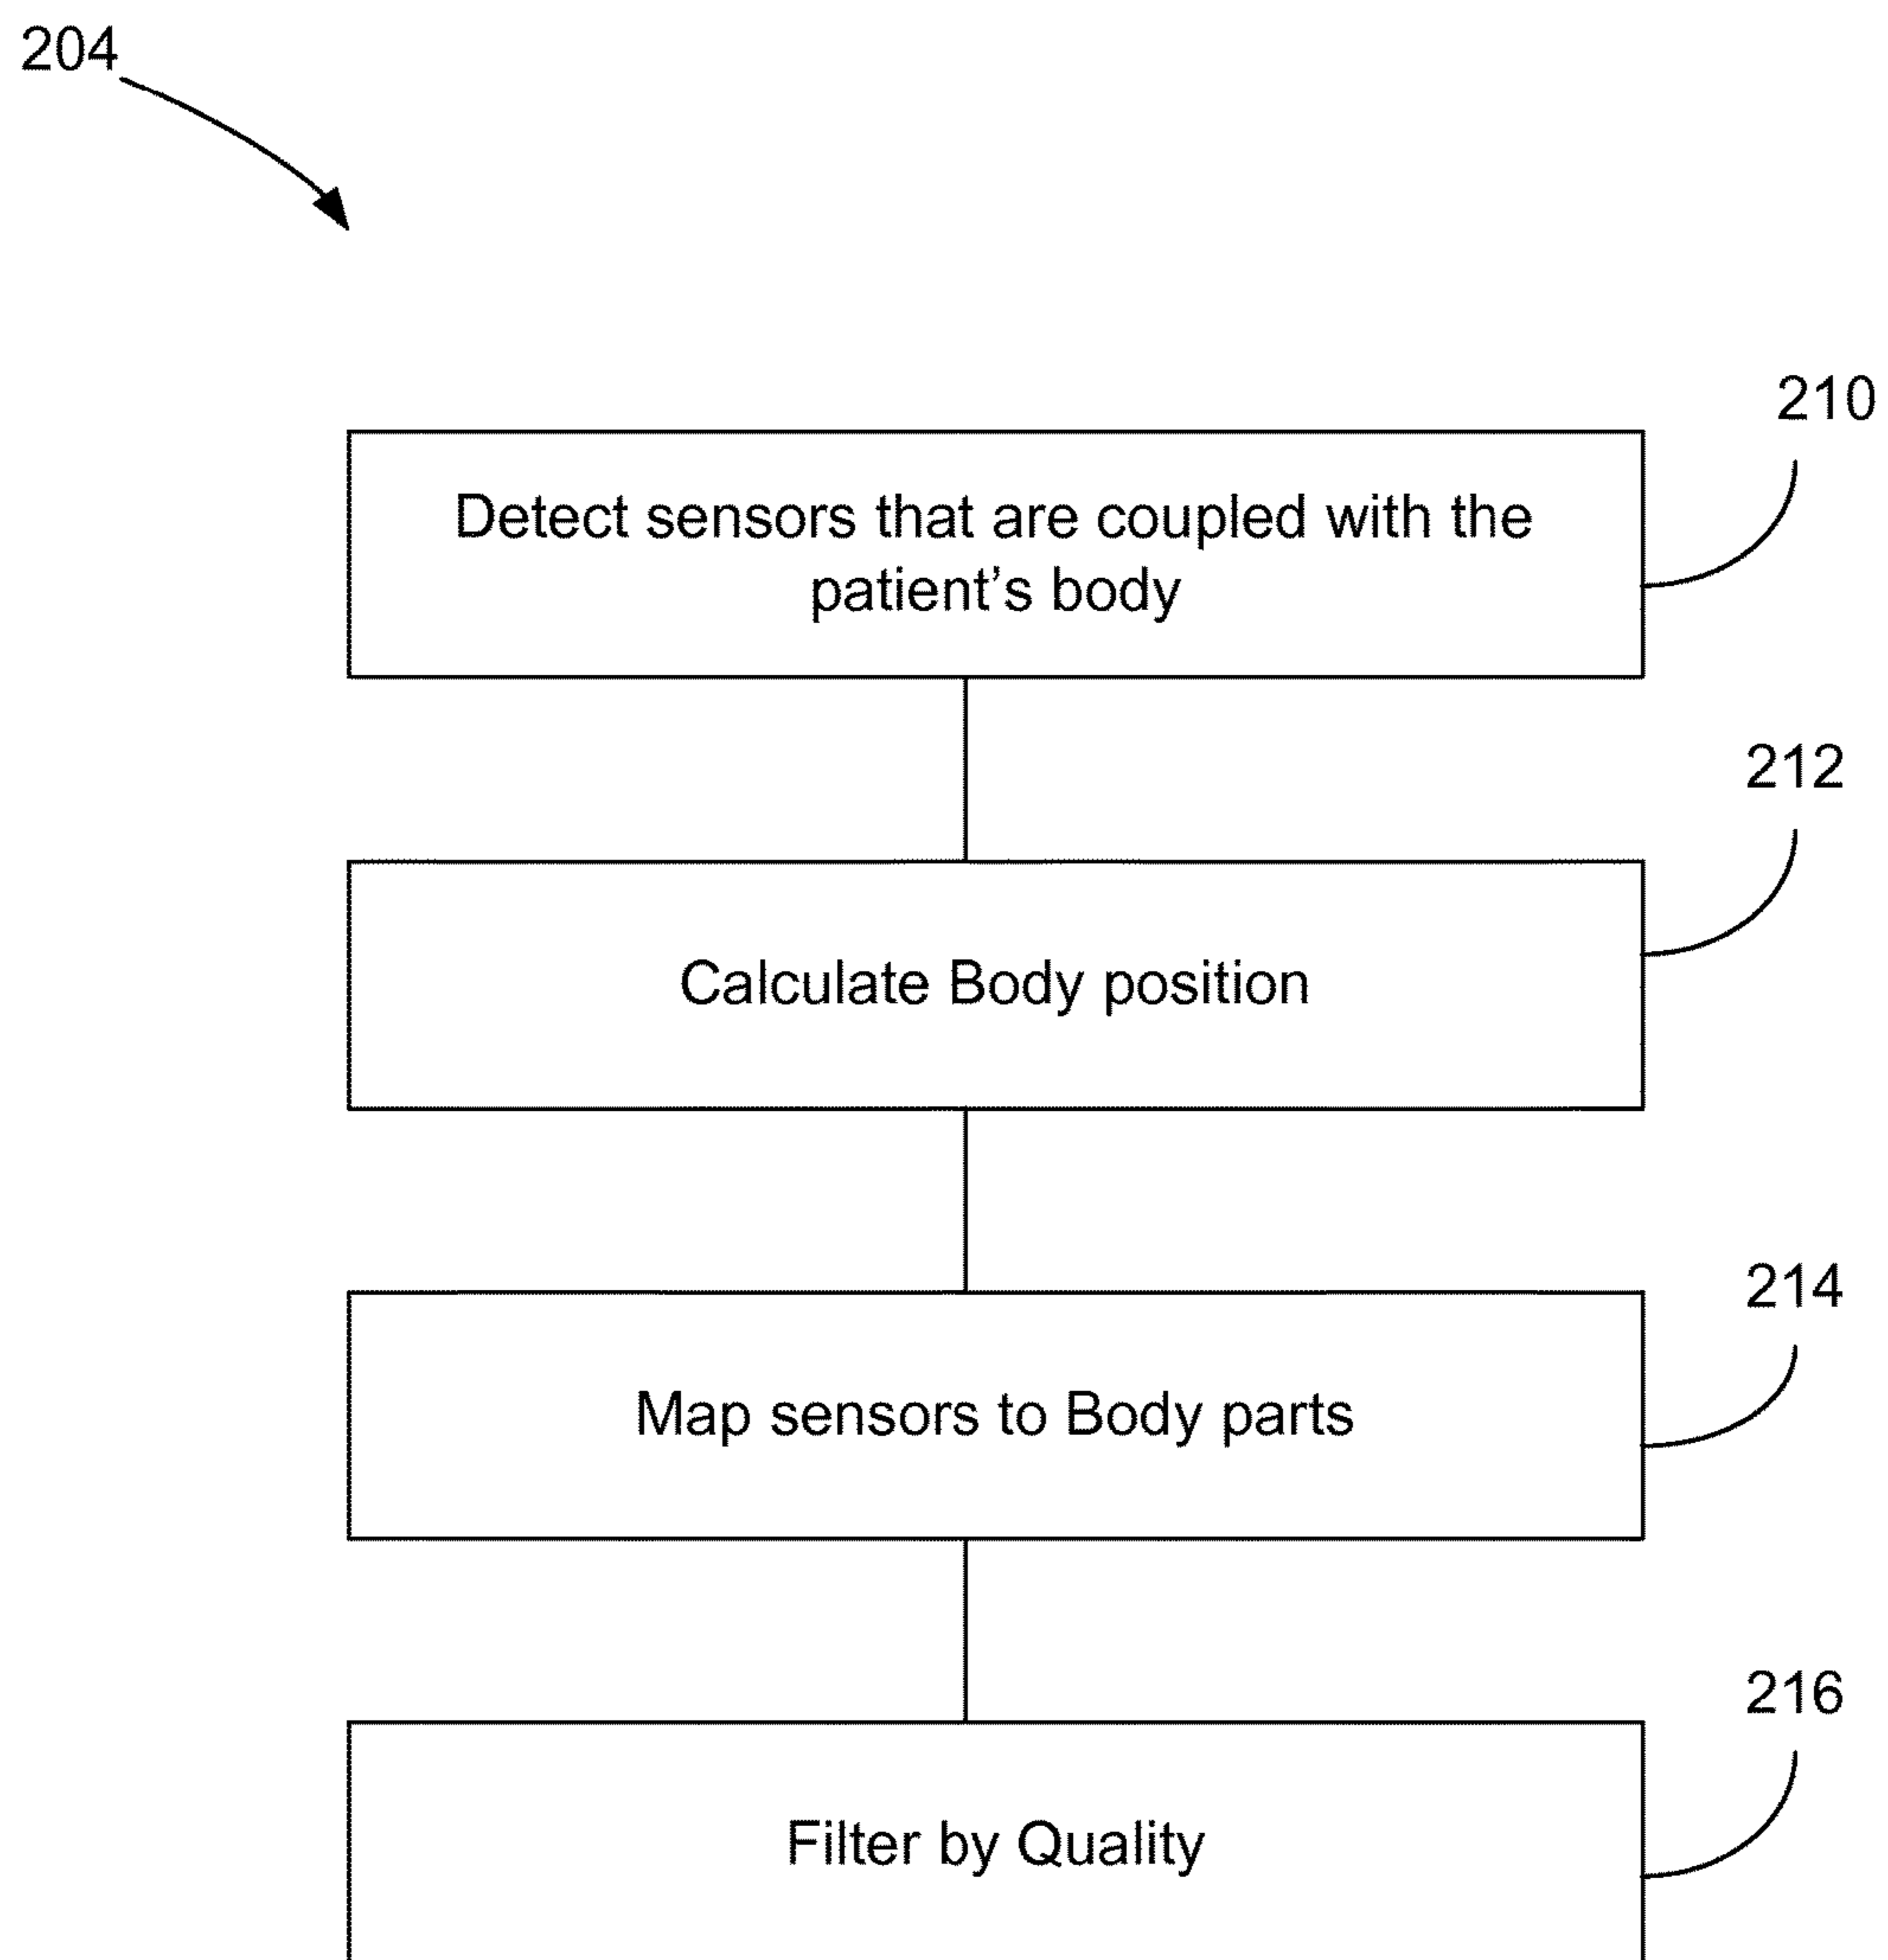 204
210
Detect sensors that are coupled with the
patient's body
212
Calculate Body position
214
Map sensors to Body parts
216
Filter by Quality